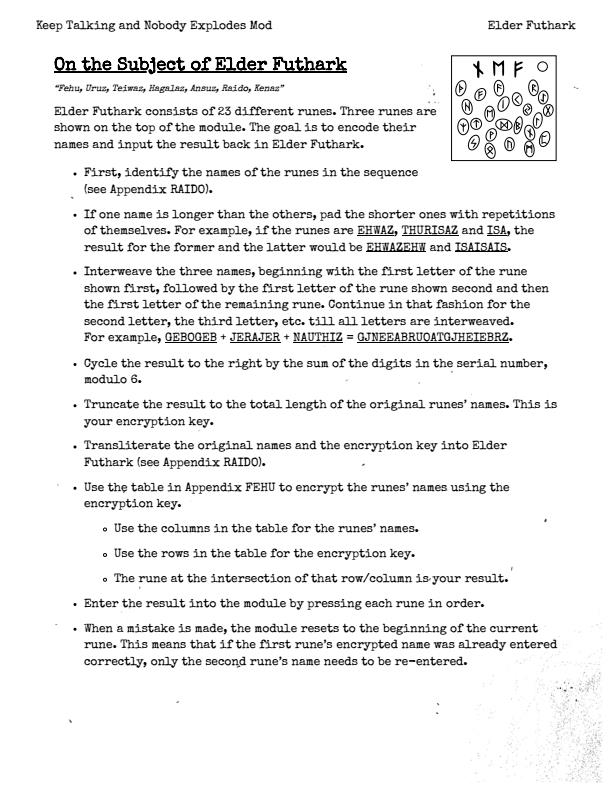 Keep Talking and Nobody Explodes Mod
Elder Futhark
On the Subject of Elder Futhark
"Fehu, Uruz, Teiwaz, Hagalaz, Ansuz, Raido, Kenaz"
Elder Futhark consists of 23 different runes. Three runes are
shown on the top of the module. The goal is to encode their
names and input the result back in Elder Futhark.
• First, identify the names of the runes in the sequence
(see Appendix RAIDO).
• If one name is longer than the others, pad the shorter ones with repetitions
of themselves. For example, if the runes are EHWAZ, THURISAZ and ISA, the
result for the former and the latter would be EHWAZEHW and ISAISAIS.
• Interweave the three names, beginning with the first letter of the rune
shown first, followed by the first letter of the rune shown second and then
the first letter of the remaining rune. Continue in that fashion for the
second letter, the third letter, etc. till all letters are interweaved.
For example, GEBOGEB + JERAJER + NAUTHIZ = GJNEEABRUOATGJHEIEBRZ.
• Cycle the result to the right by the sum of the digits in the serial number,
modulo 6.
• Truncate the result to the total length of the original runes' names. This is
your encryption key.
• Transliterate the original names and the encryption key into Elder
Futhark (see Appendix RAIDO).
• Use the table in Appendix FEHU to encrypt the runes' names using the
encryption key.
◦ Use the columns in the table for the runes' names.
◦ Use the rows in the table for the encryption key.
◦ The rune at the intersection of that row/column is your result.
• Enter the result into the module by pressing each rune in order.
• When a mistake is made, the module resets to the beginning of the current
rune. This means that if the first rune's encrypted name was already entered
correctly, only the second rune's name needs to be re-entered.